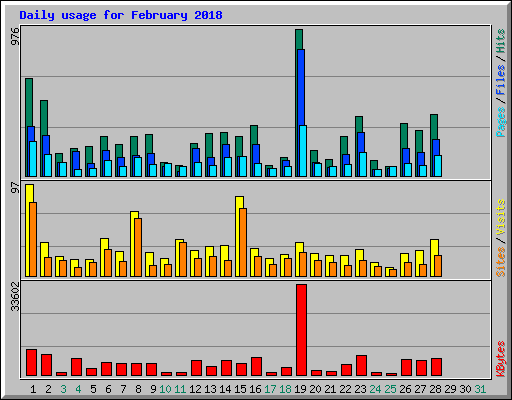 Daily usage for February 2018
976
Pages / Files / Hits
97
Sites / Visits
33602
KBytes
1 2 3 4 5 6 7 8 9 10 11 12 13 14 15 16 17 18 19 20 21 22 23 24 25 26 27 28 29 30 31